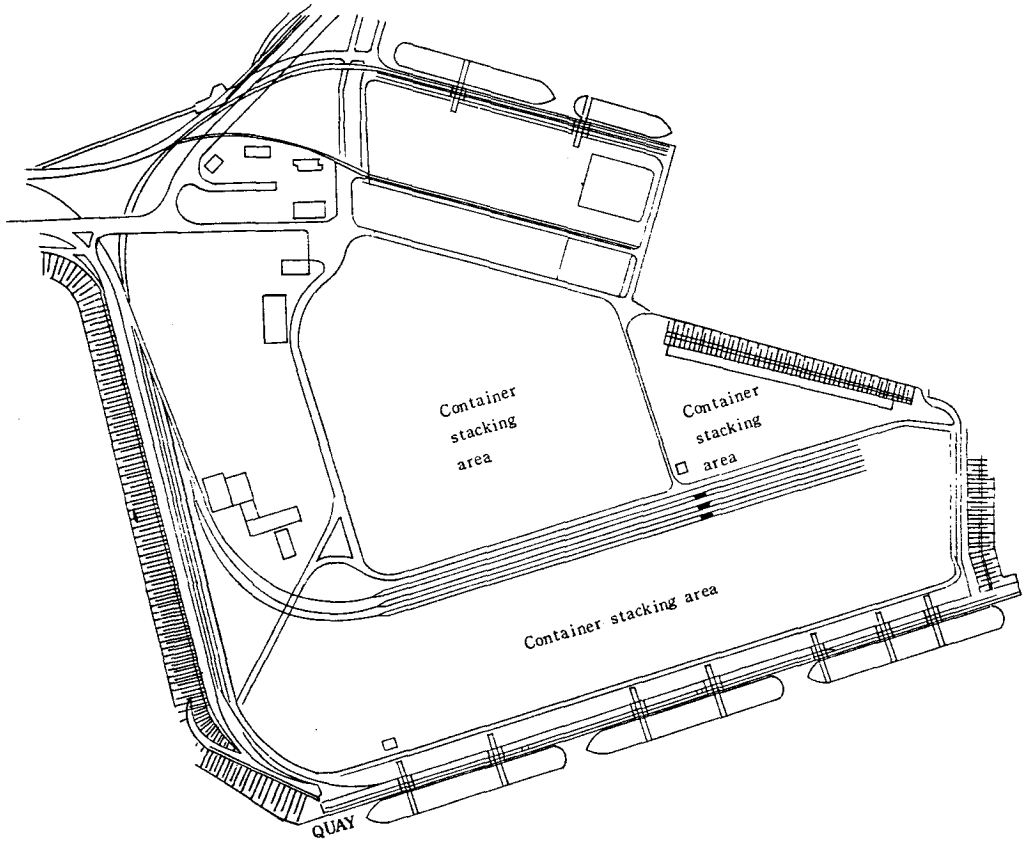 Container
stacking
area
Container
stacking
area
Container stacking area
QUAY